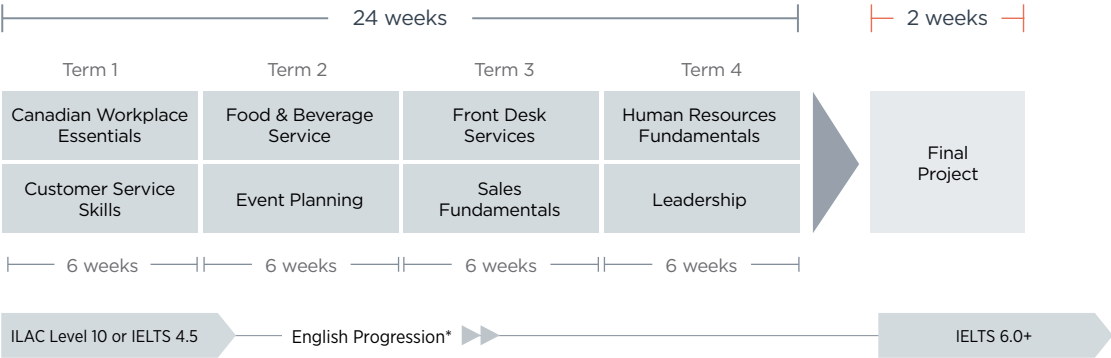 24 weeks
2 weeks
Term 1
Term 2
Term 3
Term 4
Canadian Workplace
Essentials
Food & Beverage
Service
Front Desk
Services
Human Resources
Fundamentals
Customer Service
Skills
Event Planning
Sales
Fundamentals
Leadership
Final
Project
6 weeks
6 weeks
6 weeks
6 weeks
ILAC Level 10 or IELTS 4.5
English Progression*
IELTS 6.0+